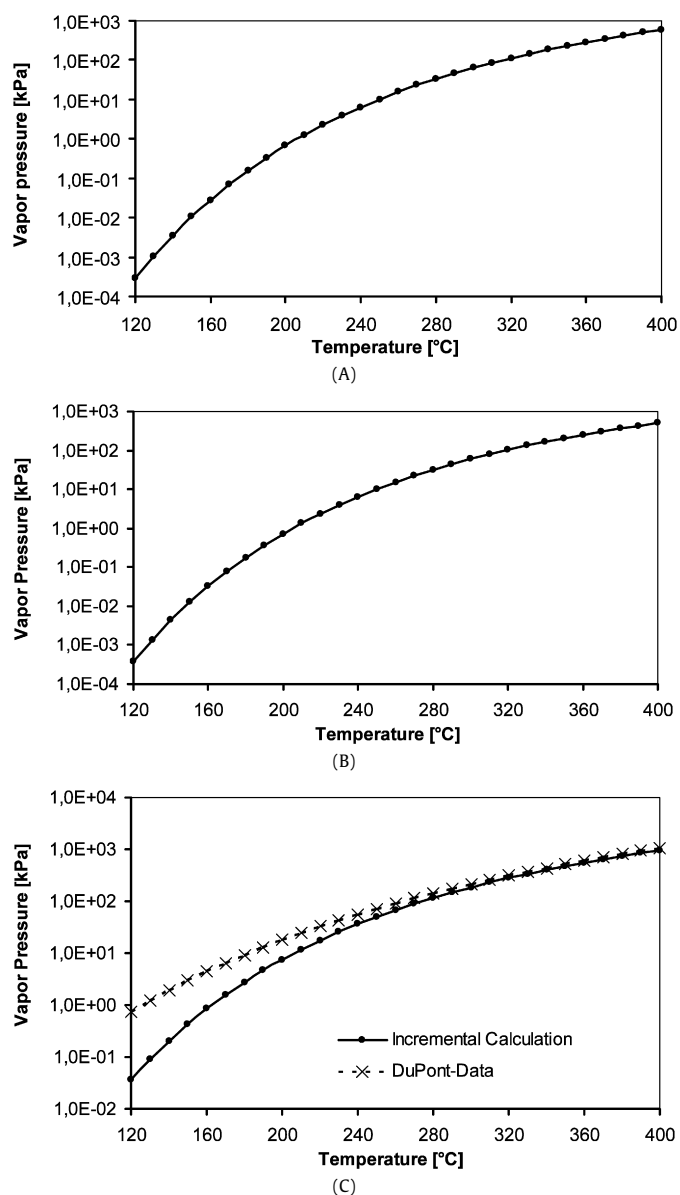 Vapor pressure [kPa]
1,0E+03
1,0E+02
1,0E+01
1,0E+00
1,0E-01
1,0E-02
1,0E-03
1,0E-04
120 160 200 240 280 320 360 400
Temperature [°C]
(A)
Vapor Pressure [kPa]
1,0E+03
1,0E+02
1,0E+01
1,0E+00
1,0E-01
1,0E-02
1,0E-03
1,0E-04
120 160 200 240 280 320 360 400
Temperature [°C]
(B)
Vapor Pressure [kPa]
1,0E+04
1,0E+03
1,0E+02
1,0E+01
1,0E+00
1,0E-01
1,0E-02
Incremental Calculation
DuPont-Data
120 160 200 240 280 320 360 400
Temperature [°C]
(C)